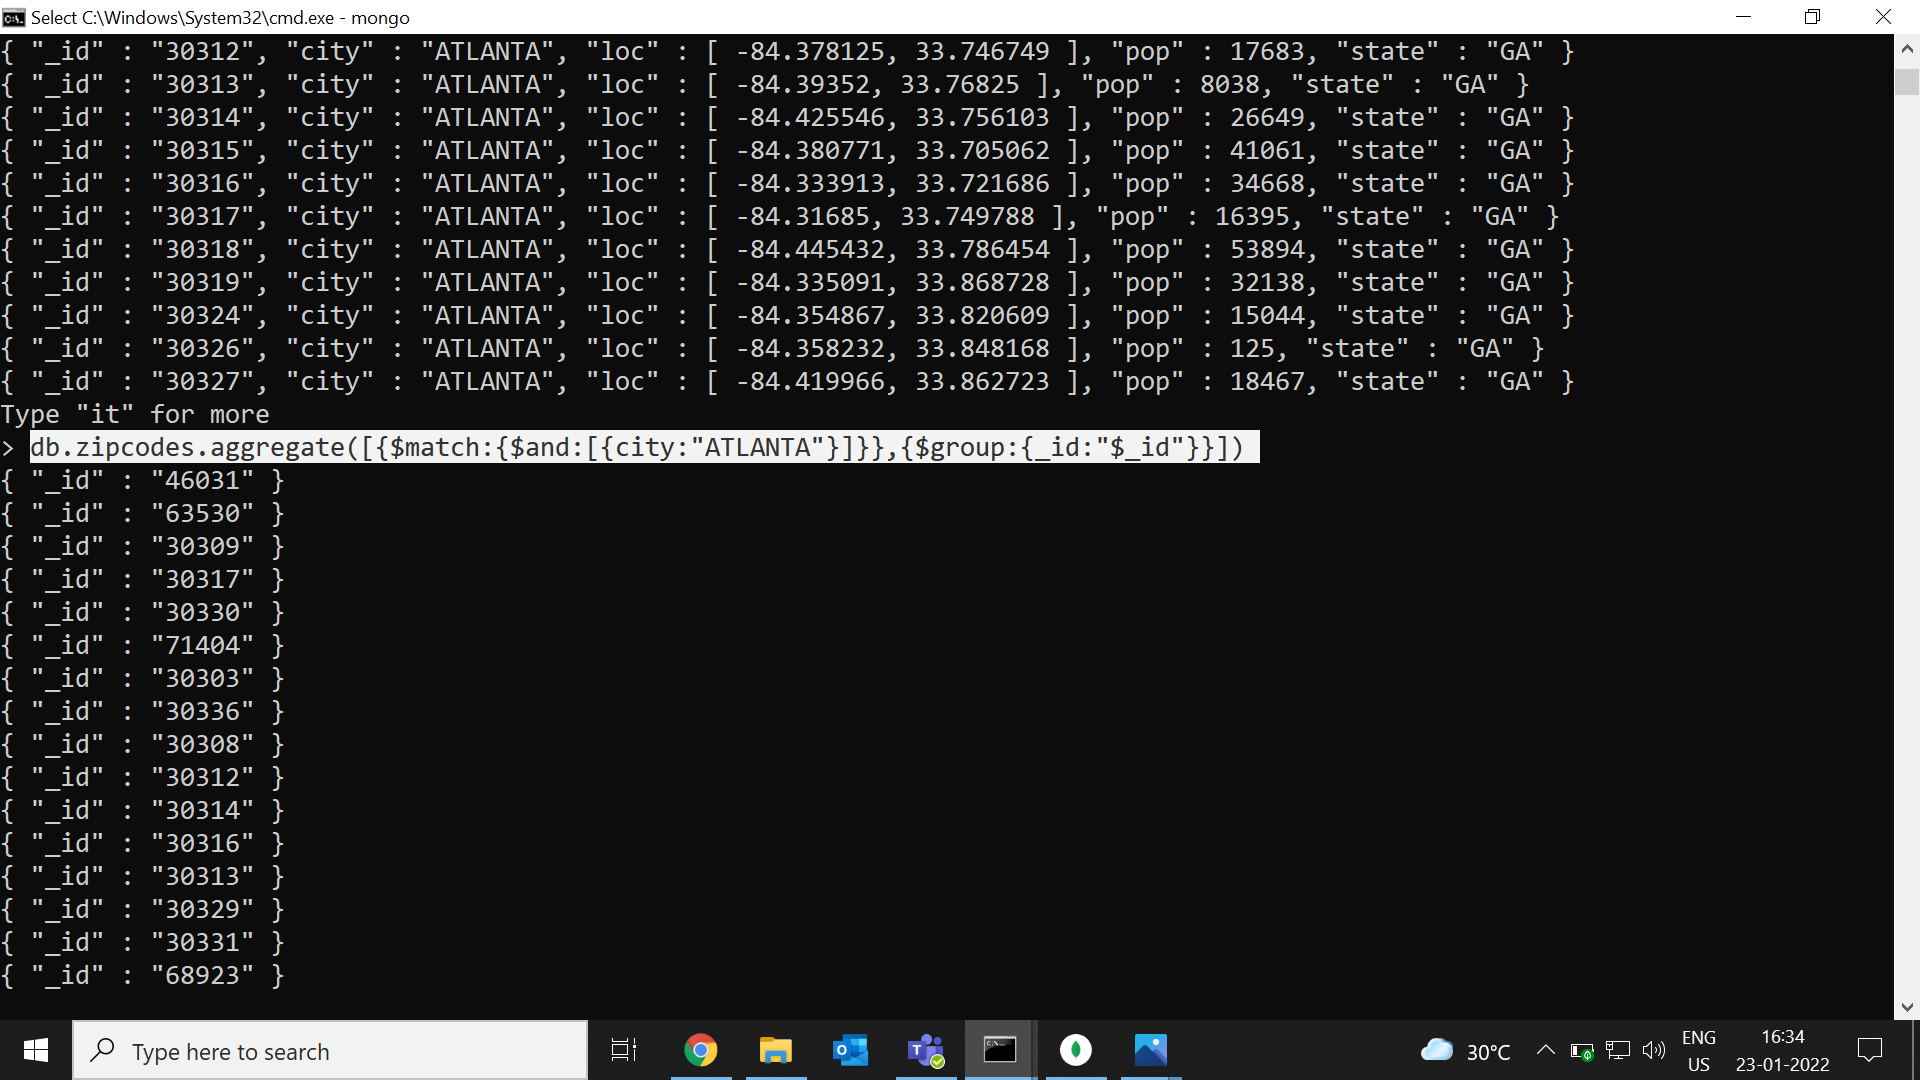 Select C:\Windows\System32\cmd.exe - mongo
{ "_id" : "30312", "city" : "ATLANTA", "loc" : [ -84.378125, 33.746749 ], "pop" : 17683, "state" : "GA" }
{ "_id" : "30313", "city" : "ATLANTA", "loc" : [ -84.39352, 33.76825 ], "pop" : 8038, "state" : "GA" }
{ "_id" : "30314", "city" : "ATLANTA", "loc" : [ -84.425546, 33.756103 ], "pop" : 26649, "state" : "GA" }
{ "_id" : "30315", "city" : "ATLANTA", "loc" : [ -84.380771, 33.705062 ], "pop" : 41061, "state" : "GA" }
{ "_id" : "30316", "city" : "ATLANTA", "loc" : [ -84.333913, 33.721686 ], "pop" : 34668, "state" : "GA" }
{ "_id" : "30317", "city" : "ATLANTA", "loc" : [ -84.31685, 33.749788 ], "pop" : 16395, "state" : "GA" }
{ "_id" : "30318", "city" : "ATLANTA", "loc" : [ -84.445432, 33.786454 ], "pop" : 53894, "state" : "GA" }
{ "_id" : "30319", "city" : "ATLANTA", "loc" : [ -84.335091, 33.868728 ], "pop" : 32138, "state" : "GA" }
{ "_id" : "30324", "city" : "ATLANTA", "loc" : [ -84.354867, 33.820609 ], "pop" : 15044, "state" : "GA" }
{ "_id" : "30326", "city" : "ATLANTA", "loc" : [ -84.358232, 33.848168 ], "pop" : 125, "state" : "GA" }
{ "_id" : "30327", "city" : "ATLANTA", "loc" : [ -84.419966, 33.862723 ], "pop" : 18467, "state" : "GA" }
Type "it" for more
> db.zipcodes.aggregate([{$match:{$and:[{city:"ATLANTA"}]}},{$group:{_id:"$_id"}}])
{ "_id" : "46031" }
{ "_id" : "63530" }
{ "_id" : "30309" }
{ "_id" : "30317" }
{ "_id" : "30330" }
{ "_id" : "71404" }
{ "_id" : "30303" }
{ "_id" : "30336" }
{ "_id" : "30308" }
{ "_id" : "30312" }
{ "_id" : "30314" }
{ "_id" : "30316" }
{ "_id" : "30313" }
{ "_id" : "30329" }
{ "_id" : "30331" }
{ "_id" : "68923" }
Type here to search
30°C
ENG
US
16:34
23-01-2022